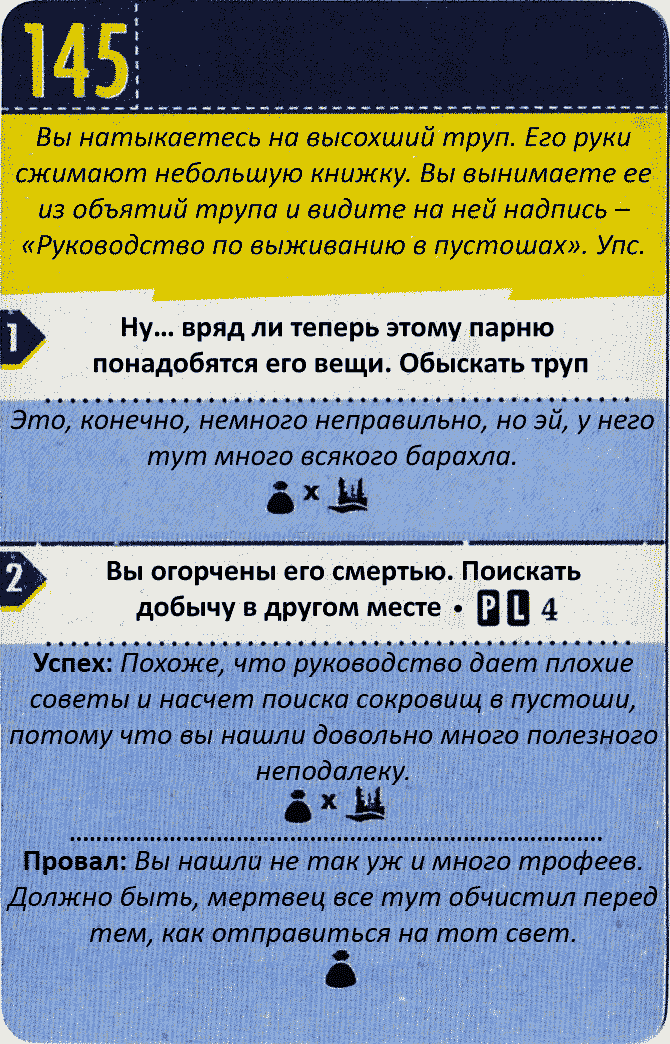 145
Вы натыкаетесь на высохший труп. Его руки
сжимают небольшую книжку. Вы вынимаете ее
из объятий трупа и видите на ней надпись –
«Руководство по выживанию в пустошах». Упс.
1
Ну... вряд ли теперь этому парню
понадобятся его вещи. Обыскать труп
Это, конечно, немного неправильно, но эй, у него
тут много всякого барахла.
x
2
Вы огорчены его смертью. Поискать
добычу в другом месте • P L 4
Успех: Похоже, что руководство дает плохие
советы и насчет поиска сокровищ в пустоши,
потому что вы нашли довольно много полезного
неподалеку.
x
Провал: Вы нашли не так уж и много трофеев.
Должно быть, мертвец все тут обчистил перед
тем, как отправиться на тот свет.